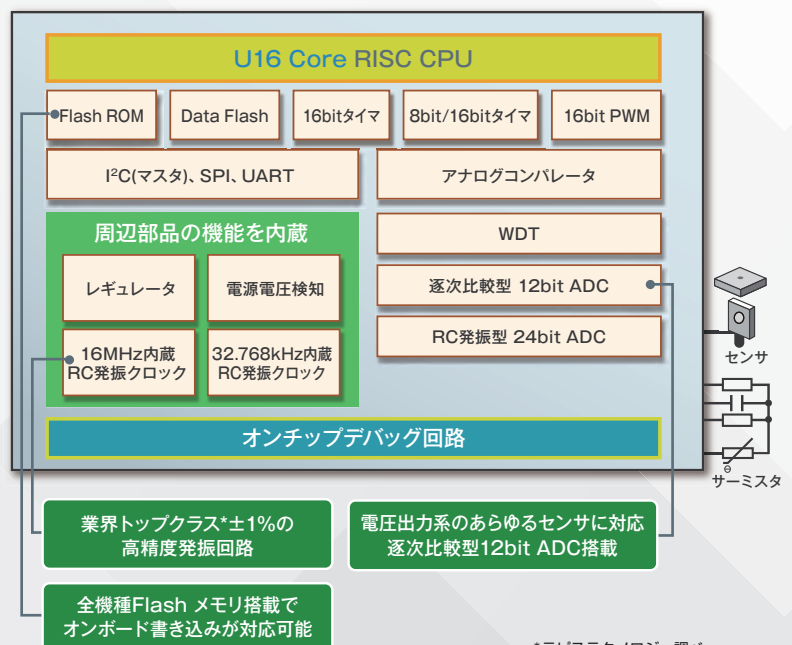 U16 Core RISC CPU
Flash ROM
Data Flash
16bitタイマ
8bit/16bitタイマ
16bit PWM
I²C(マスタ)、SPI、UART
アナログコンパレータ
周辺部品の機能を内蔵
WDT
レギュレータ
電源電圧検知
逐次比較型 12bit ADC
16MHz内蔵
RC発振クロック
32.768kHz内蔵
RC発振クロック
RC発振型 24bit ADC
センサ
サーミスタ
オンチップデバッグ回路
業界トップクラス*±1%の
高精度発振回路
電圧出力系のあらゆるセンサに対応
逐次比較型12bit ADC搭載
全機種Flash メモリ搭載で
オンボード書き込みが対応可能